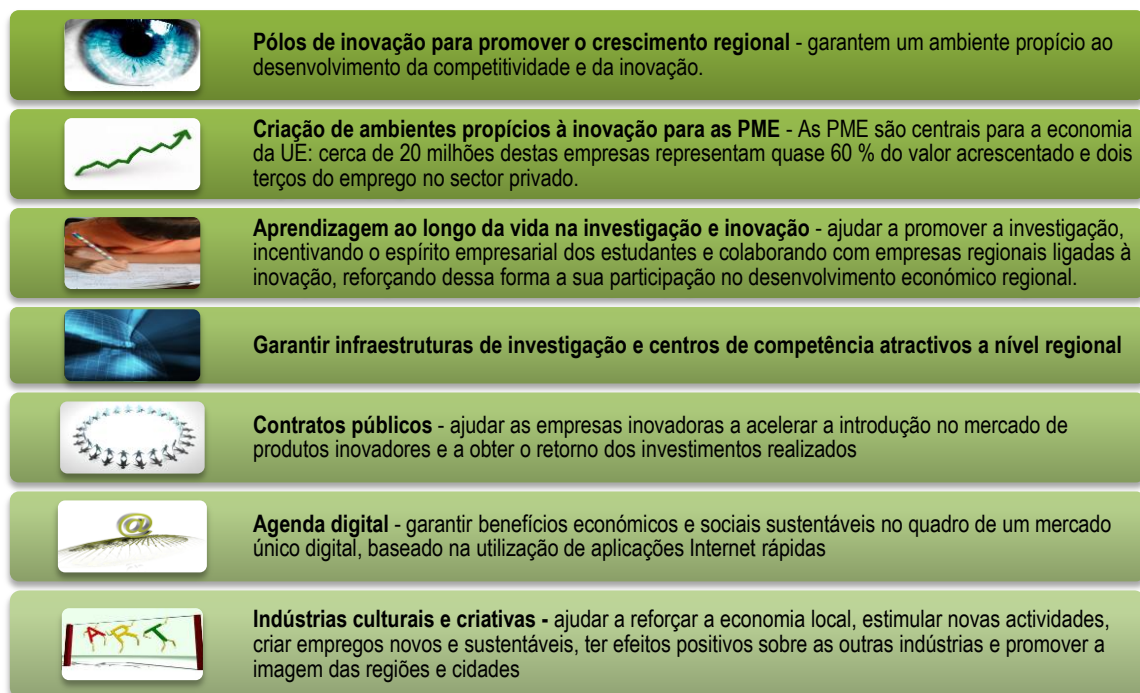 Pólos de inovação para promover o crescimento regional - garantem um ambiente propício ao
desenvolvimento da competitividade e da inovação.
Criação de ambientes propícios à inovação para as PME - As PME são centrais para a economia
da UE: cerca de 20 milhões destas empresas representam quase 60 % do valor acrescentado e dois
terços do emprego no sector privado.
Aprendizagem ao longo da vida na investigação e inovação - ajudar a promover a investigação,
incentivando o espírito empresarial dos estudantes e colaborando com empresas regionais ligadas à
inovação, reforçando dessa forma a sua participação no desenvolvimento económico regional.
Garantir infraestruturas de investigação e centros de competência atractivos a nível regional
Contratos públicos - ajudar as empresas inovadoras a acelerar a introdução no mercado de
produtos inovadores e a obter o retorno dos investimentos realizados
@
Agenda digital - garantir benefícios económicos e sociais sustentáveis no quadro de um mercado
único digital, baseado na utilização de aplicações Internet rápidas
ART
Indústrias culturais e criativas - ajudar a reforçar a economia local, estimular novas actividades,
criar empregos novos e sustentáveis, ter efeitos positivos sobre as outras indústrias e promover a
imagem das regiões e cidades